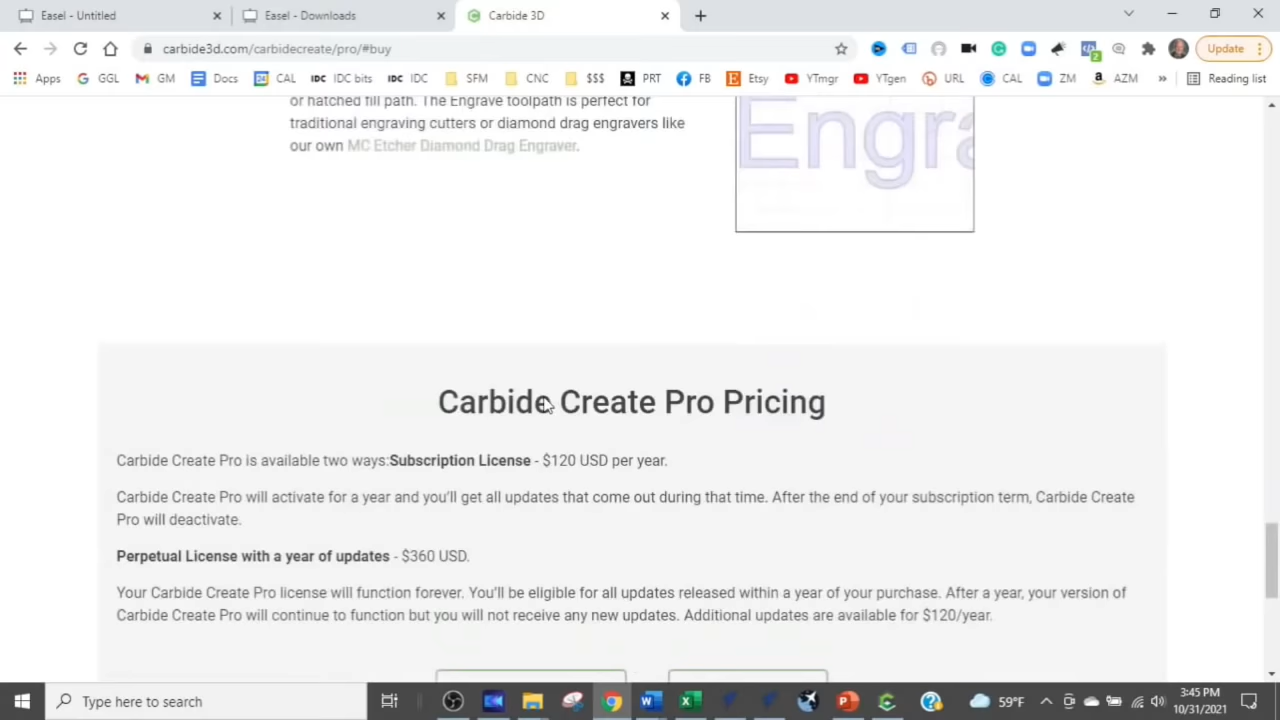 Easel - Untitled
Easel - Downloads
Carbide 3D
carbide3d.com/carbidecreate/pro/#buy
Update
Apps GGL GM Docs CAL IDC IDC bits IDC IDC SFM CNC $$$ PRT FB Etsy YTmgr YTgen URL CAL ZM AZM » Reading list
or hatched fill path. The Engrave toolpath is perfect for
traditional engraving cutters or diamond drag engravers like
our own MC Etcher Diamond Drag Engraver.
Engra
Carbide Create Pro Pricing
Carbide Create Pro is available two ways:Subscription License - $120 USD per year.
Carbide Create Pro will activate for a year and you'll get all updates that come out during that time. After the end of your subscription term, Carbide Create
Pro will deactivate.
Perpetual License with a year of updates - $360 USD.
Your Carbide Create Pro license will function forever. You'll be eligible for all updates released within a year of your purchase. After a year, your version of
Carbide Create Pro will continue to function but you will not receive any new updates. Additional updates are available for $120/year.
Type here to search
59°F
3:45 PM
10/31/2021